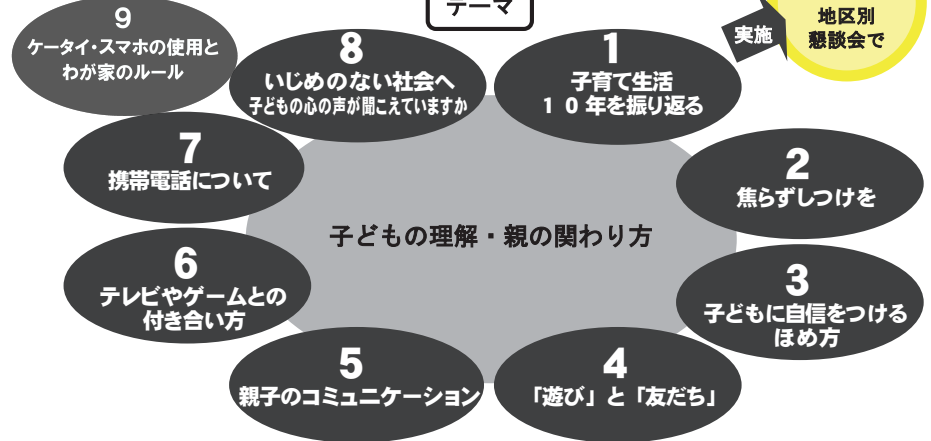 テーマ
実施
地区別
懇談会で
9
ケータイ・スマホの使用と
わが家のルール
8
いじめのない社会へ
子どもの心の声が聞こえていますか
1
子育て生活
10年を振り返る
7
携帯電話について
2
焦らずしつけを
子どもの理解・親の関わり方
6
テレビやゲームとの
付き合い方
3
子どもに自信をつける
ほめ方
5
親子のコミュニケーション
4
「遊び」と「友だち」